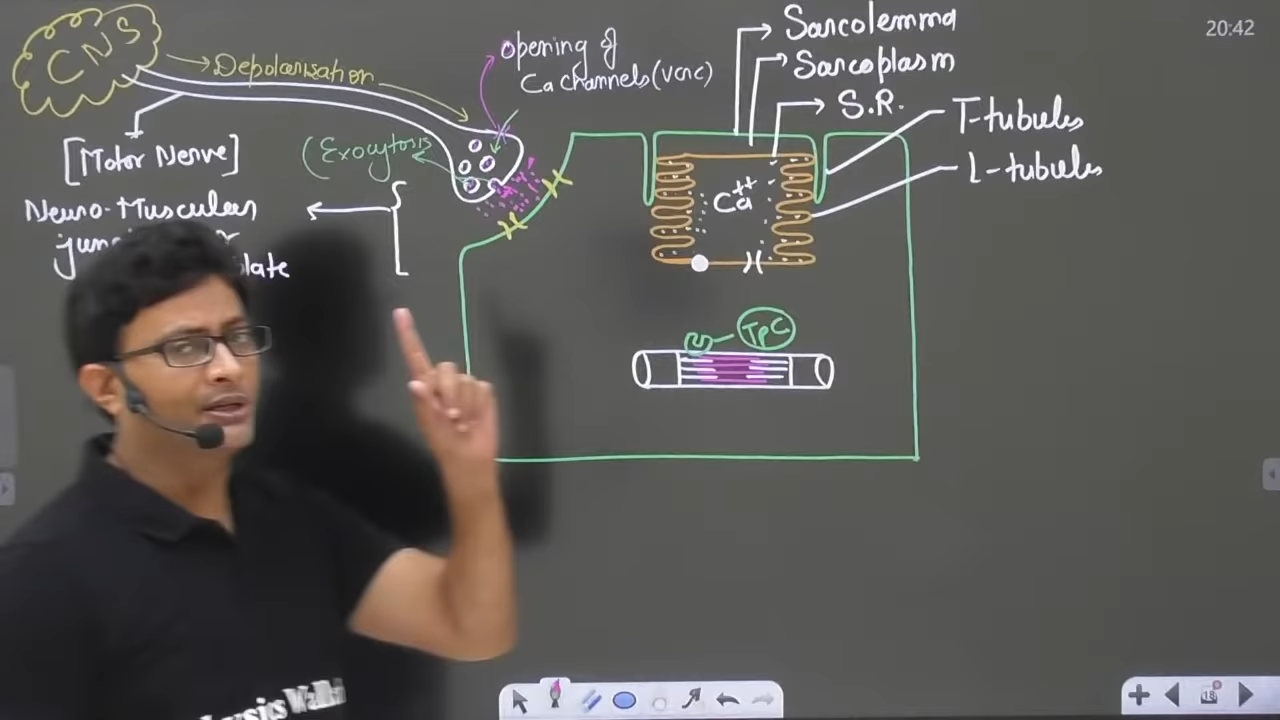 20:42
CNS
Depolarisation
opening of
Ca channels (VGC)
Sarcolemma
Sarcoplasm
S.R.
T-tubules
L-tubules
[Motor Nerve]
(Exocytosis
Neuro-Muscular
Ca++
TpC
18